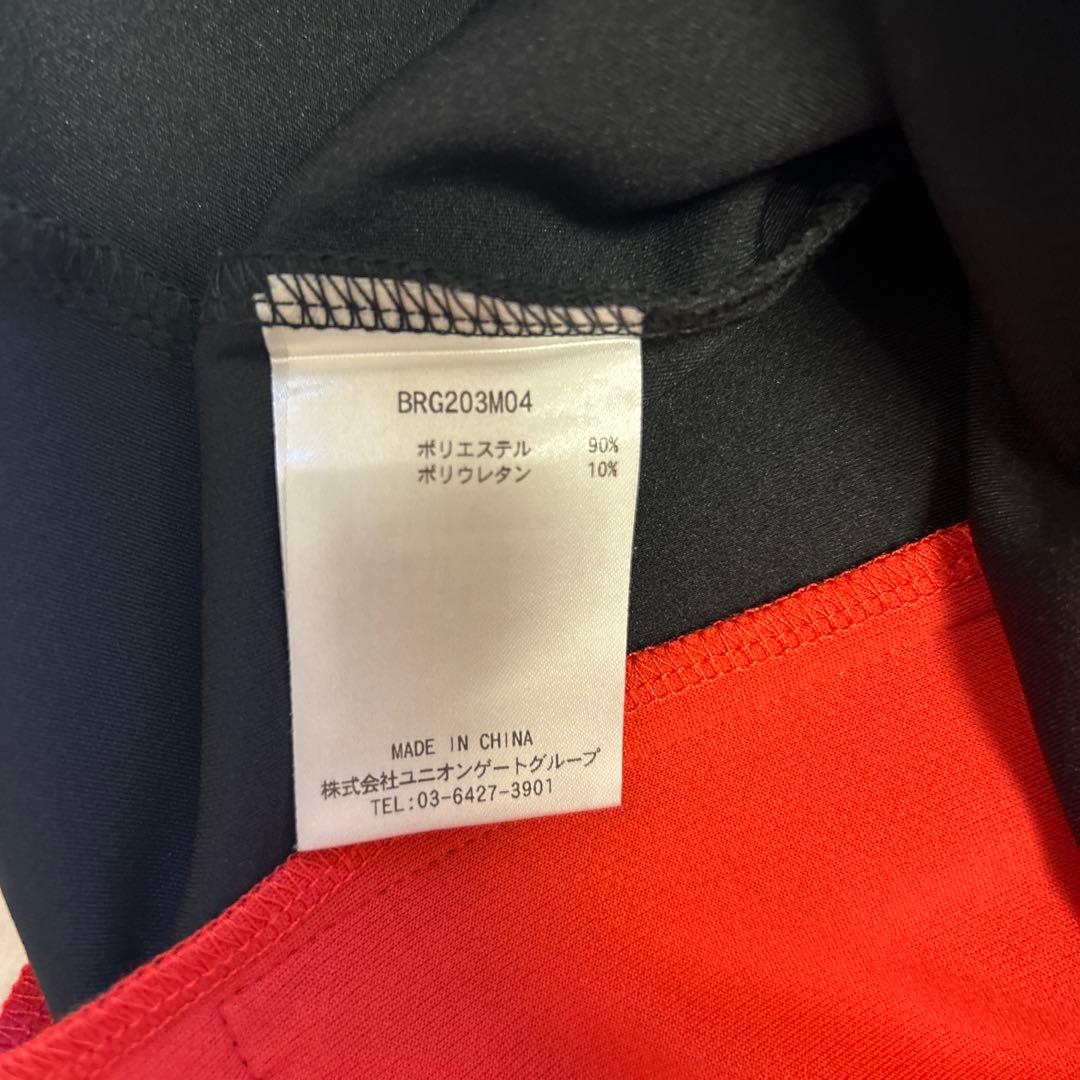 BRG203M04
ポリエステル 90%
ポリウレタン 10%
MADE IN CHINA
株式会社ユニオンゲートグループ
TEL:03-6427-3901